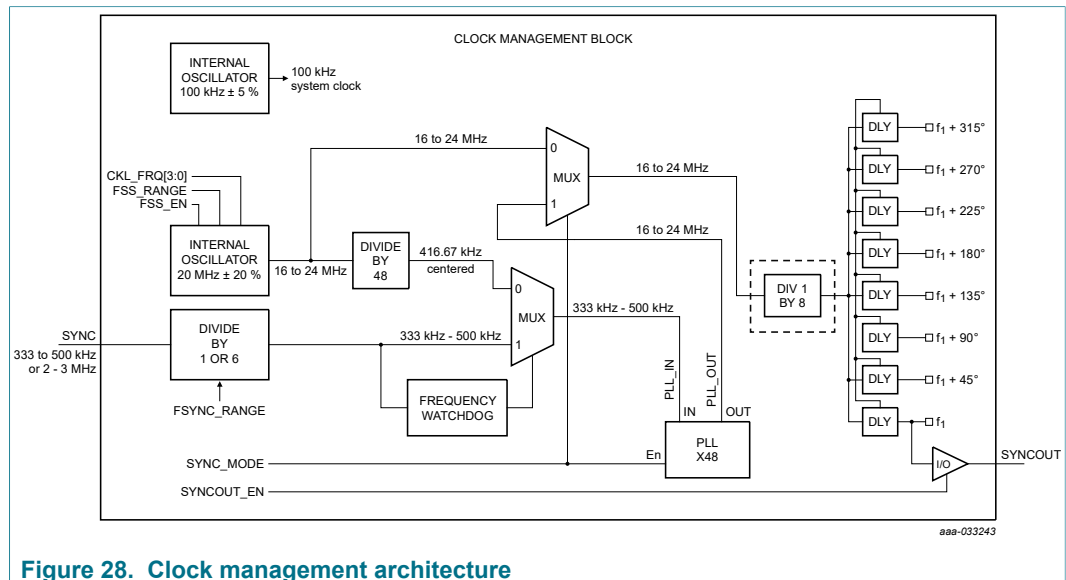 CLOCK MANAGEMENT BLOCK
INTERNAL
OSCILLATOR
100 kHz ± 5 %
100 kHz
system clock
CKL_FRQ[3:0]
FSS_RANGE
FSS_EN
INTERNAL
OSCILLATOR
20 MHz ± 20 %
16 to 24 MHz
16 to 24 MHz
DIVIDE
BY
48
416.67 kHz
centered
SYNC
333 to 500 kHz
or 2 - 3 MHz
DIVIDE
BY
1 OR 6
FSYNC_RANGE
333 kHz - 500 kHz
FREQUENCY
WATCHDOG
0
MUX
1
333 kHz - 500 kHz
0
MUX
1
16 to 24 MHz
16 to 24 MHz
PLL_IN
PLL_OUT
IN
OUT
En
PLL
X48
SYNC_MODE
SYNCOUT_EN
DIV 1
BY 8
DLY
f1 + 315°
DLY
f1 + 270°
DLY
f1 + 225°
DLY
f1 + 180°
DLY
f1 + 135°
DLY
f1 + 90°
DLY
f1 + 45°
DLY
f1
I/O
SYNCOUT
aaa-033243
Figure 28. Clock management architecture